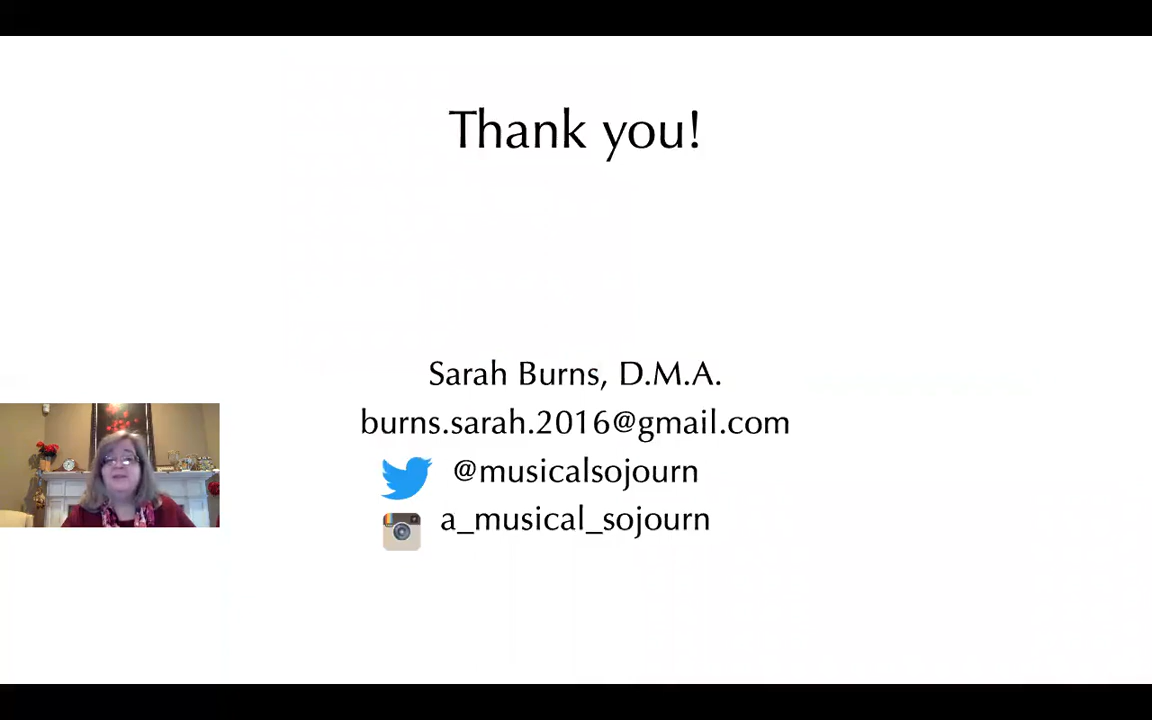 Thank you!
Sarah Burns, D.M.A.
burns.sarah.2016@gmail.com
@musicalsojourn
a_musical_sojourn